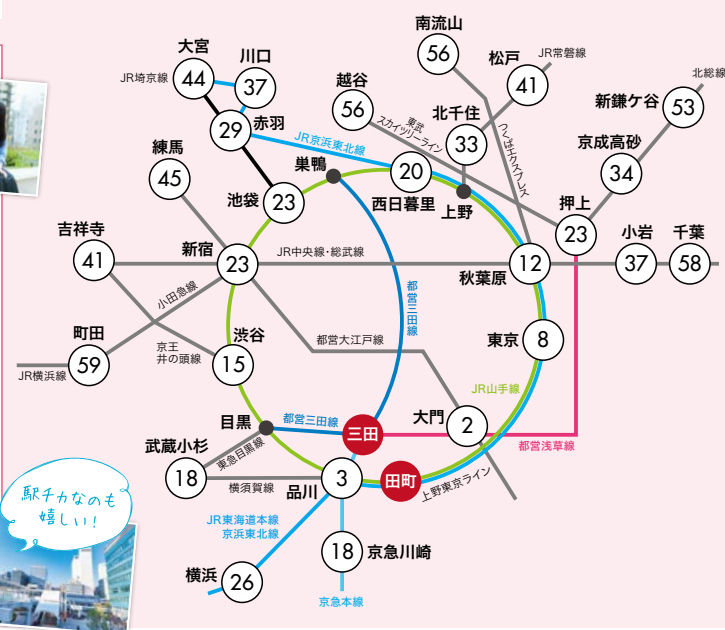 南流山
56
大宮
44
川口
37
JR埼京線
松戸
41
JR常磐線
北総線
越谷
56
新鎌ケ谷
53
北千住
33
東武
スカイツリーライン
つくばエクスプレス
赤羽
29
JR京浜東北線
京成高砂
34
練馬
45
巣鴨
20
西日暮里
上野
池袋
23
押上
23
小岩
37
千葉
58
吉祥寺
41
新宿
23
JR中央線・総武線
秋葉原
12
小田急線
都営三田線
町田
59
JR横浜線
京王
井の頭線
渋谷
15
都営大江戸線
東京
8
JR山手線
目黒
都営三田線
三田
大門
2
都営浅草線
武蔵小杉
18
東急目黒線
横須賀線
品川
3
田町
上野東京ライン
駅チカなのも
嬉しい!
JR東海道本線
京浜東北線
横浜
26
18
京急川崎
京急本線